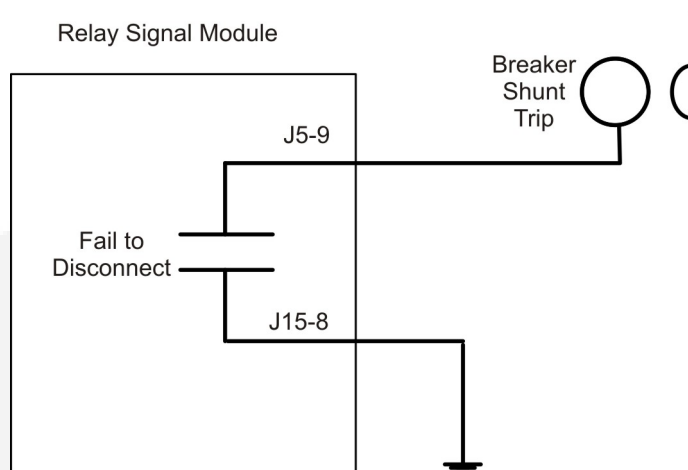 Relay Signal Module
Breaker
Shunt
Trip
J5-9
Fail to
Disconnect
J15-8